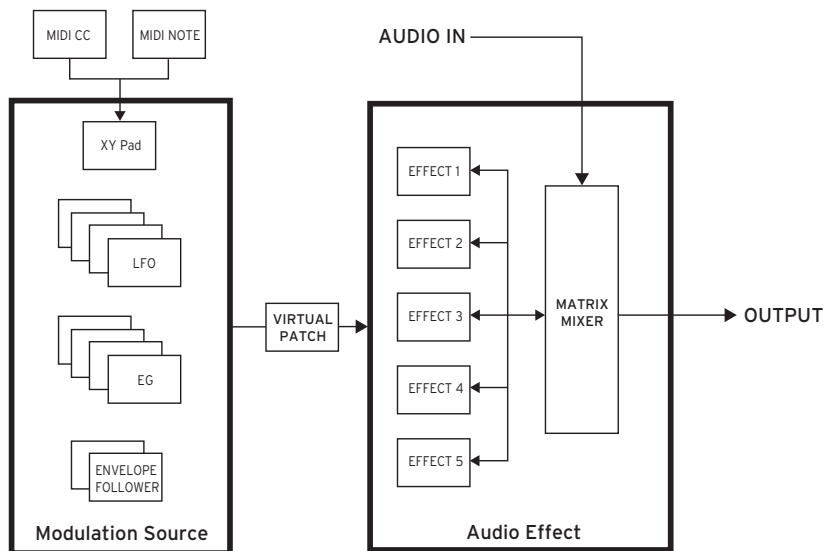 MIDI CC
MIDI NOTE
AUDIO IN
XY Pad
LFO
EG
ENVELOPE
FOLLOWER
Modulation Source
VIRTUAL
PATCH
EFFECT 1
EFFECT 2
EFFECT 3
EFFECT 4
EFFECT 5
MATRIX
MIXER
Audio Effect
OUTPUT